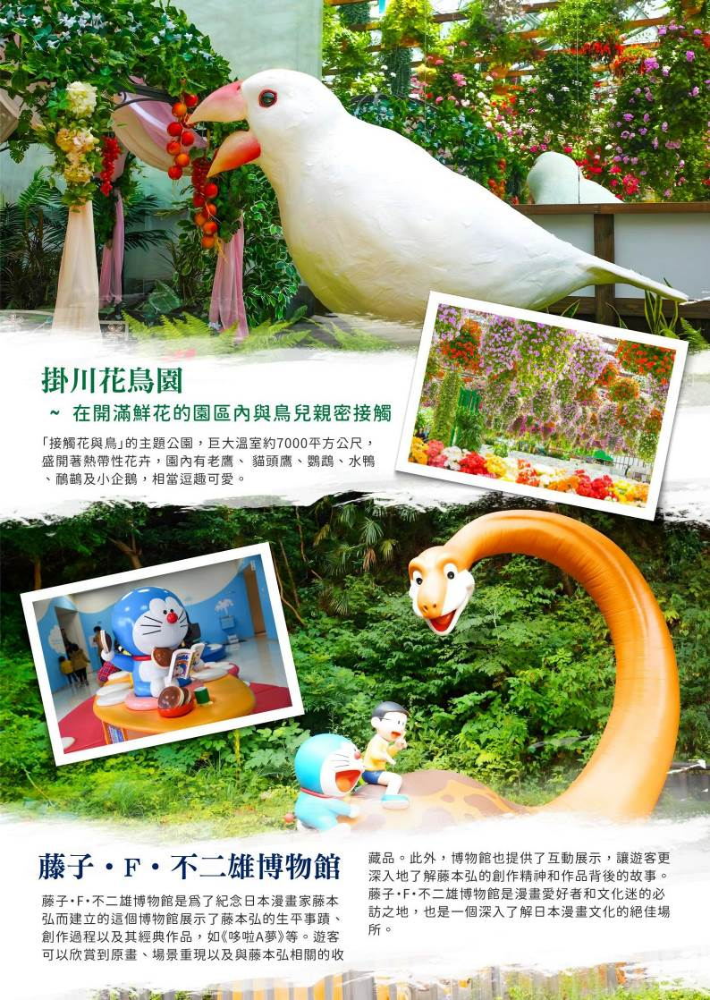 掛川花鳥園
~ 在開滿鮮花的園區內與鳥兒親密接觸
「接觸花與鳥」的主題公園，巨大溫室約7000平方公尺，
盛開著熱帶性花卉，園內有老鷹、貓頭鷹、鸚鵡、水鴨
、鴯鶓及小企鵝，相當逗趣可愛。
藤子・F・不二雄博物館
藤子・F・不二雄博物館是爲了紀念日本漫畫家藤本
弘而建立的這個博物館展示了藤本弘的生平事蹟、
創作過程以及其經典作品，如《哆啦A夢》等。遊客
可以欣賞到原畫、場景重現以及與藤本弘相關的收
藏品。此外，博物館也提供了互動展示，讓遊客更
深入地了解藤本弘的創作精神和作品背後的故事。
藤子・F・不二雄博物館是漫畫愛好者和文化迷的必
訪之地，也是一個深入了解日本漫畫文化的絕佳場
所。